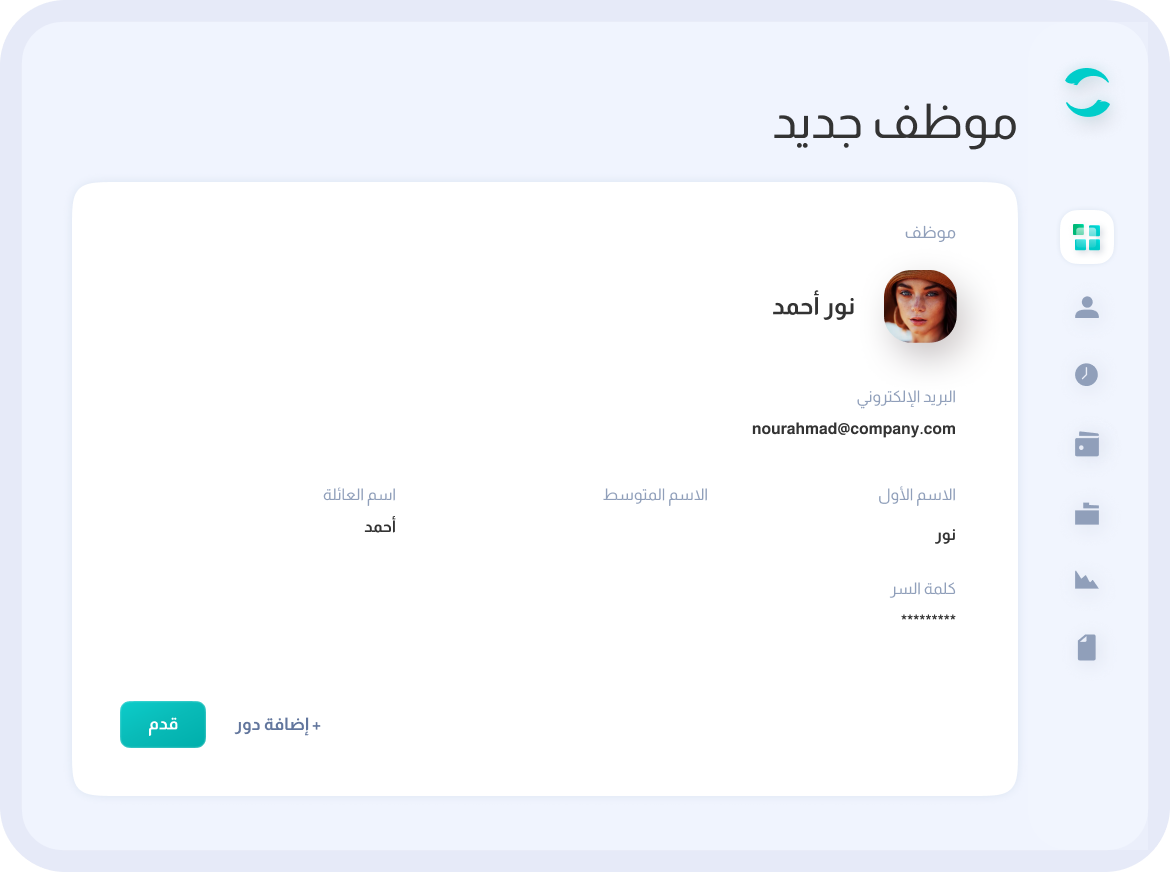 موظف جديد
موظف
نور أحمد
البريد الإلكتروني
nourahmad@company.com
الاسم الأول
نور
الاسم المتوسط
اسم العائلة
أحمد
كلمة السر
*********
+ إضافة دور
قدم